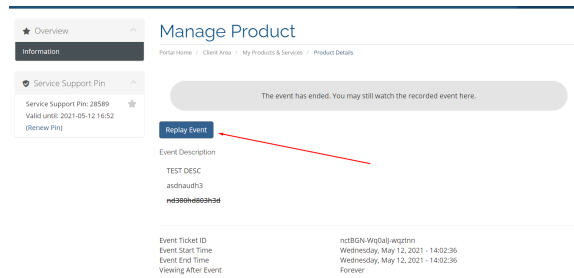 Overview
Information
Service Support Pin
Service Support Pin: 28589
Valid until: 2021-05-12 16:52
(Renew Pin)
Manage Product
Portal Home / Client Area / My Products & Services / Product Details
The event has ended. You may still watch the recorded event here.
Replay Event
Event Description
TEST DESC
asdnaudh3
nd380hd803h3d
Event Ticket ID nctBGN-Wq0alJ-wqztnn
Event Start Time Wednesday, May 12, 2021 - 14:02:36
Event End Time Wednesday, May 12, 2021 - 14:02:36
Viewing After Event Forever